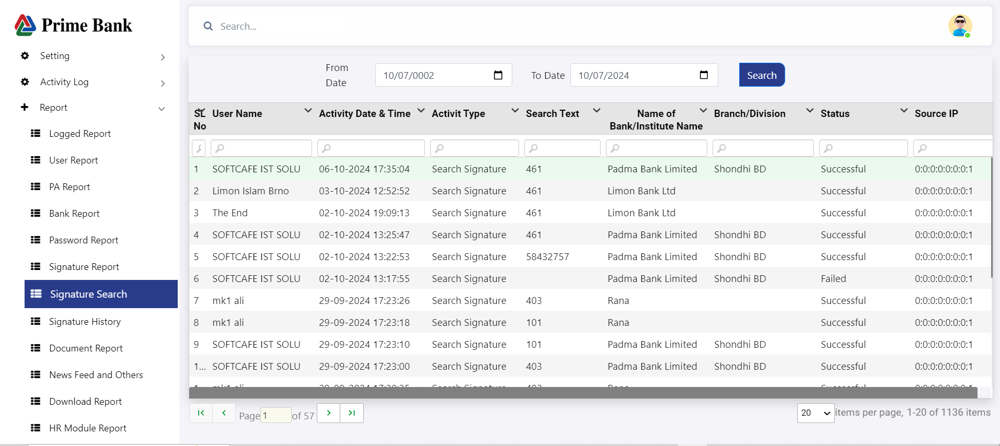 Prime Bank
Setting
Activity Log
Report
Logged Report
User Report
PA Report
Bank Report
Password Report
Signature Report
Signature Search
Signature History
Document Report
News Feed and Others
Download Report
HR Module Report
Search...
From Date 10/07/0002 To Date 10/07/2024 Search
SL No User Name Activity Date & Time Activit Type Search Text Name of Bank/Institute Name Branch/Division Status Source IP
1 SOFTCAFE IST SOLU 06-10-2024 17:35:04 Search Signature 461 Padma Bank Limited Shondhi BD Successful 0:0:0:0:0:0:0:1
2 Limon Islam Brno 03-10-2024 12:52:52 Search Signature 461 Limon Bank Ltd Successful 0:0:0:0:0:0:0:1
3 The End 02-10-2024 19:09:13 Search Signature 461 Limon Bank Ltd Successful 0:0:0:0:0:0:0:1
4 SOFTCAFE IST SOLU 02-10-2024 13:25:47 Search Signature 461 Padma Bank Limited Shondhi BD Successful 0:0:0:0:0:0:0:1
5 SOFTCAFE IST SOLU 02-10-2024 13:22:53 Search Signature 58432757 Padma Bank Limited Shondhi BD Successful 0:0:0:0:0:0:0:1
6 SOFTCAFE IST SOLU 02-10-2024 13:17:55 Search Signature Padma Bank Limited Shondhi BD Failed 0:0:0:0:0:0:0:1
7 mk1 ali 29-09-2024 17:23:26 Search Signature 403 Rana Successful 0:0:0:0:0:0:0:1
8 mk1 ali 29-09-2024 17:23:18 Search Signature 101 Rana Successful 0:0:0:0:0:0:0:1
9 SOFTCAFE IST SOLU 29-09-2024 17:23:10 Search Signature 101 Padma Bank Limited Shondhi BD Successful 0:0:0:0:0:0:0:1
1... SOFTCAFE IST SOLU 29-09-2024 17:23:00 Search Signature 403 Padma Bank Limited Shondhi BD Successful 0:0:0:0:0:0:0:1
Page 1 of 57 20 items per page, 1-20 of 1136 items